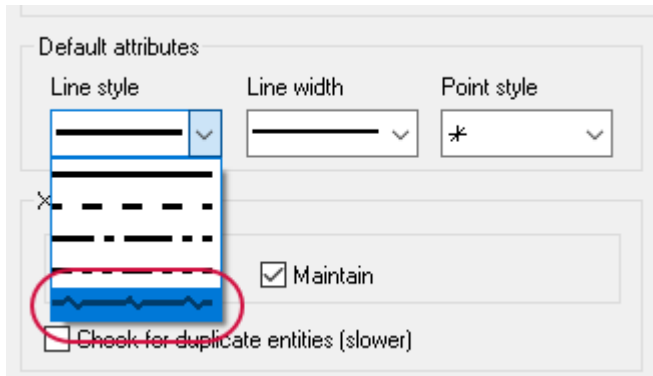 Default attributes
Line style Line width Point style
Maintain
Check for duplicate entities (slower)